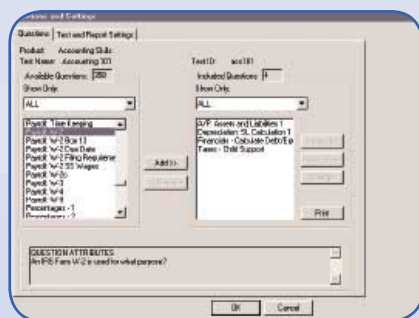 Questions and Settings
Questions
Test and Report Settings
Product: Accounting Skills
Test Name: Accounting 101
Test ID:
Available Questions:
Included Questions: 4
Show Only:
Show Only:
ALL
ALL
Payroll: Time Keeping
Payroll: W-2
Payroll: W-2 Box 13
Payroll: W-2 Due Date
Payroll: W-2 Filing Requireme
Payroll: W-2 SS Wages
Payroll: W-2c
Payroll: W-3
Payroll: W-4
Percentages - 1
Percentages - 2
A/P, Assets and Liabilities 1
Depreciation: SL Calculation 1
Financials - Calculate Debt/Eq
Taxes - Child Support
Add>>
Print
QUESTION ATTRIBUTES
An IRS Form W-2 is used for what purpose?
OK
Cancel